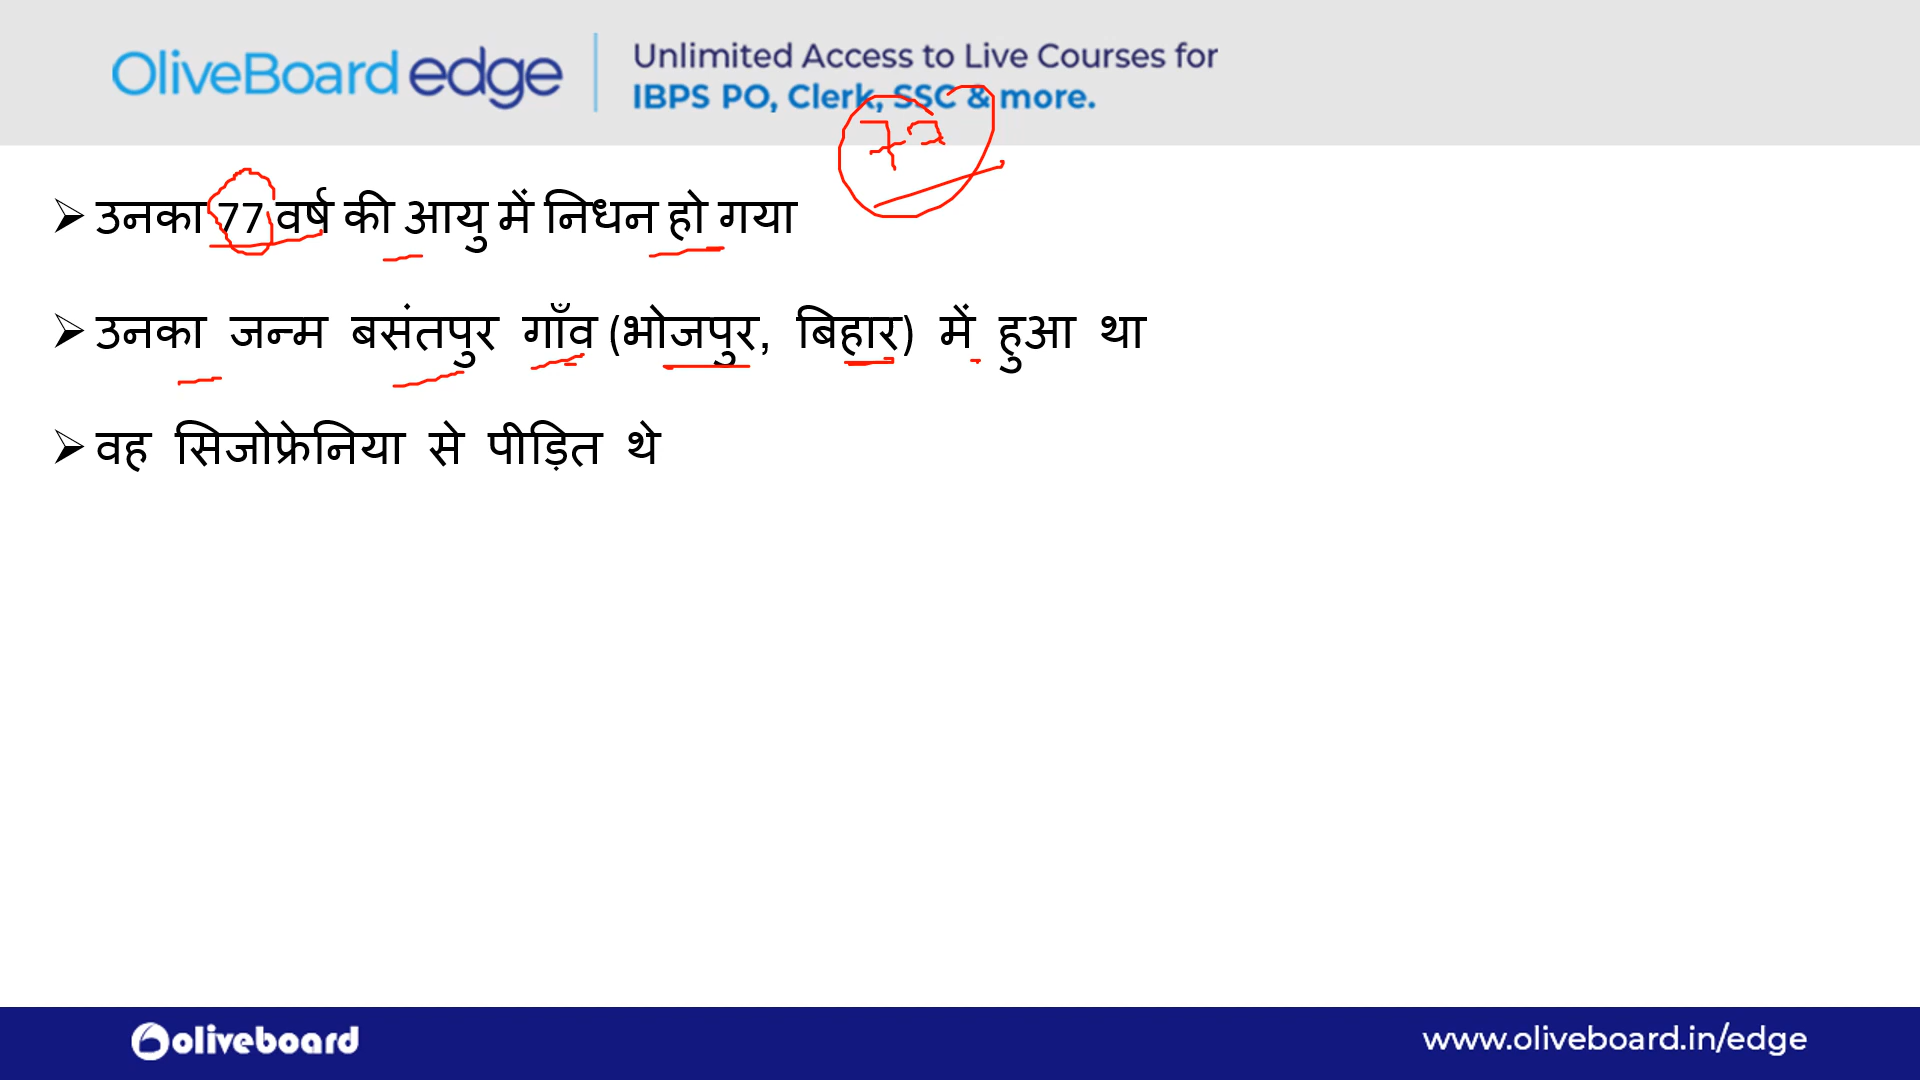 OliveBoard edge
Unlimited Access to Live Courses for
IBPS PO, Clerk, SSC & more.
➢ उनका 77 वर्ष की आयु में निधन हो गया
➢ उनका जन्म बसंतपुर गाँव (भोजपुर, बिहार) में हुआ था
➢ वह सिजोफ्रेनिया से पीड़ित थे
oliveboard
www.oliveboard.in/edge